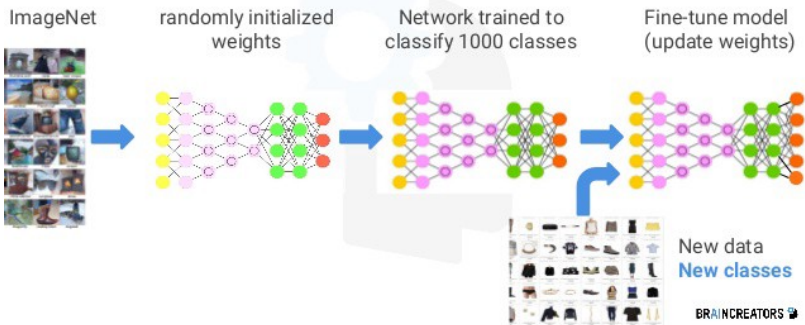 ImageNet
randomly initialized
weights
Network trained to
classify 1000 classes
Fine-tune model
(update weights)
New data
New classes
BRAINCREATORS